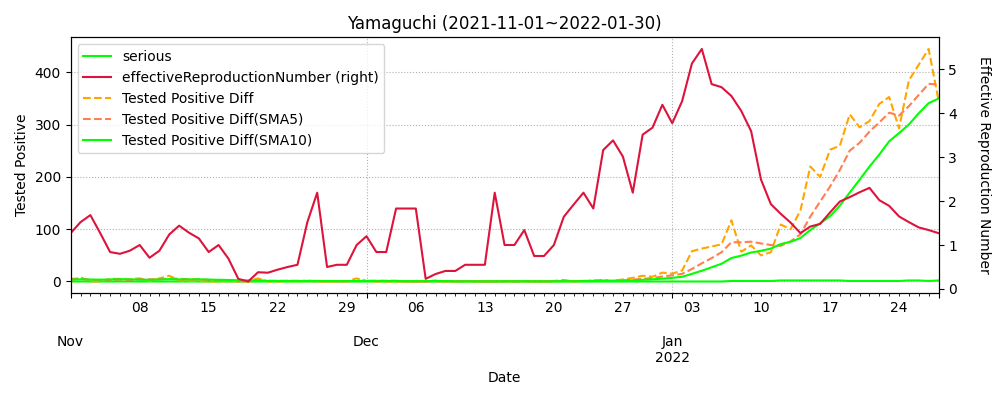 Yamaguchi (2021-11-01~2022-01-30)
serious
effectiveReproductionNumber (right)
Tested Positive Diff
Tested Positive Diff(SMA5)
Tested Positive Diff(SMA10)
Tested Positive
400
300
200
100
0
5
4
3
2
1
0
Effective Reproduction Number
08 15 22 29 06 13 20 27 03 10 17 24
Nov Dec Jan
2022
Date